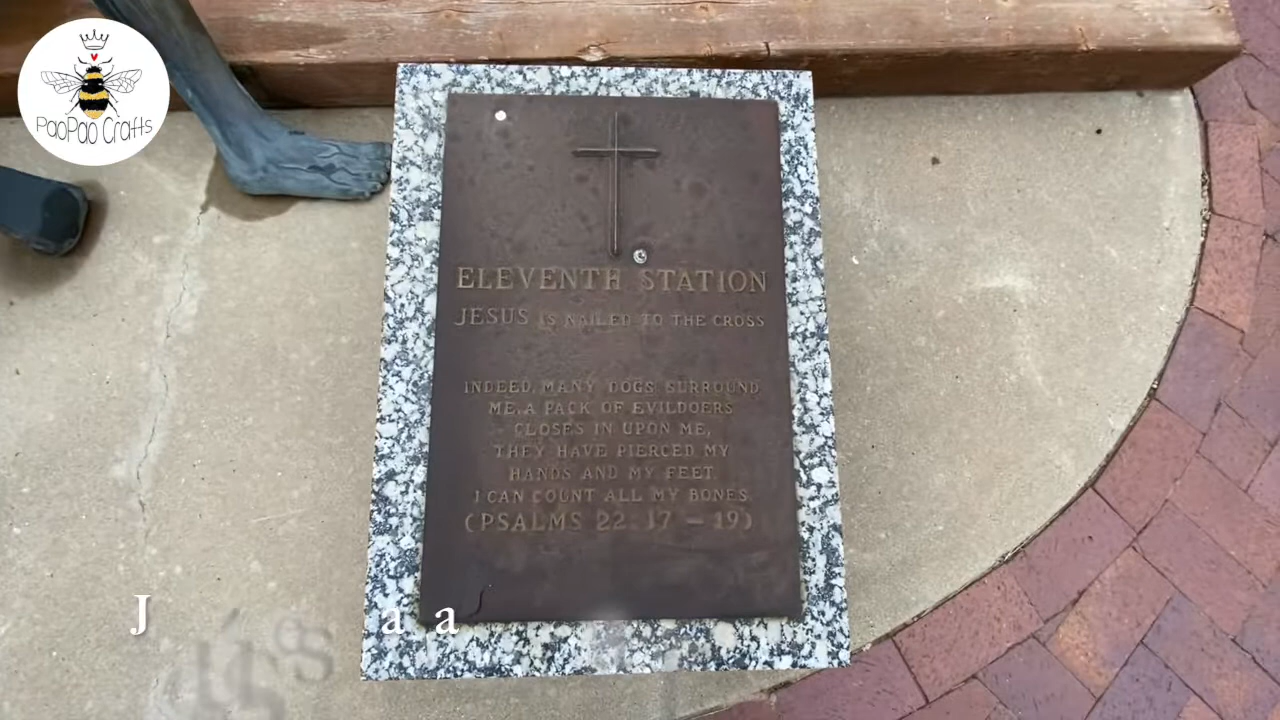 PaoPao Crafts
ELEVENTH STATION
JESUS IS NAILED TO THE CROSS
INDEED, MANY DOGS SURROUND
ME, A PACK OF EVILDOERS
CLOSES IN UPON ME,
THEY HAVE PIERCED MY
HANDS AND MY FEET.
I CAN COUNT ALL MY BONES.
(PSALMS 22:17 - 19)
J a a